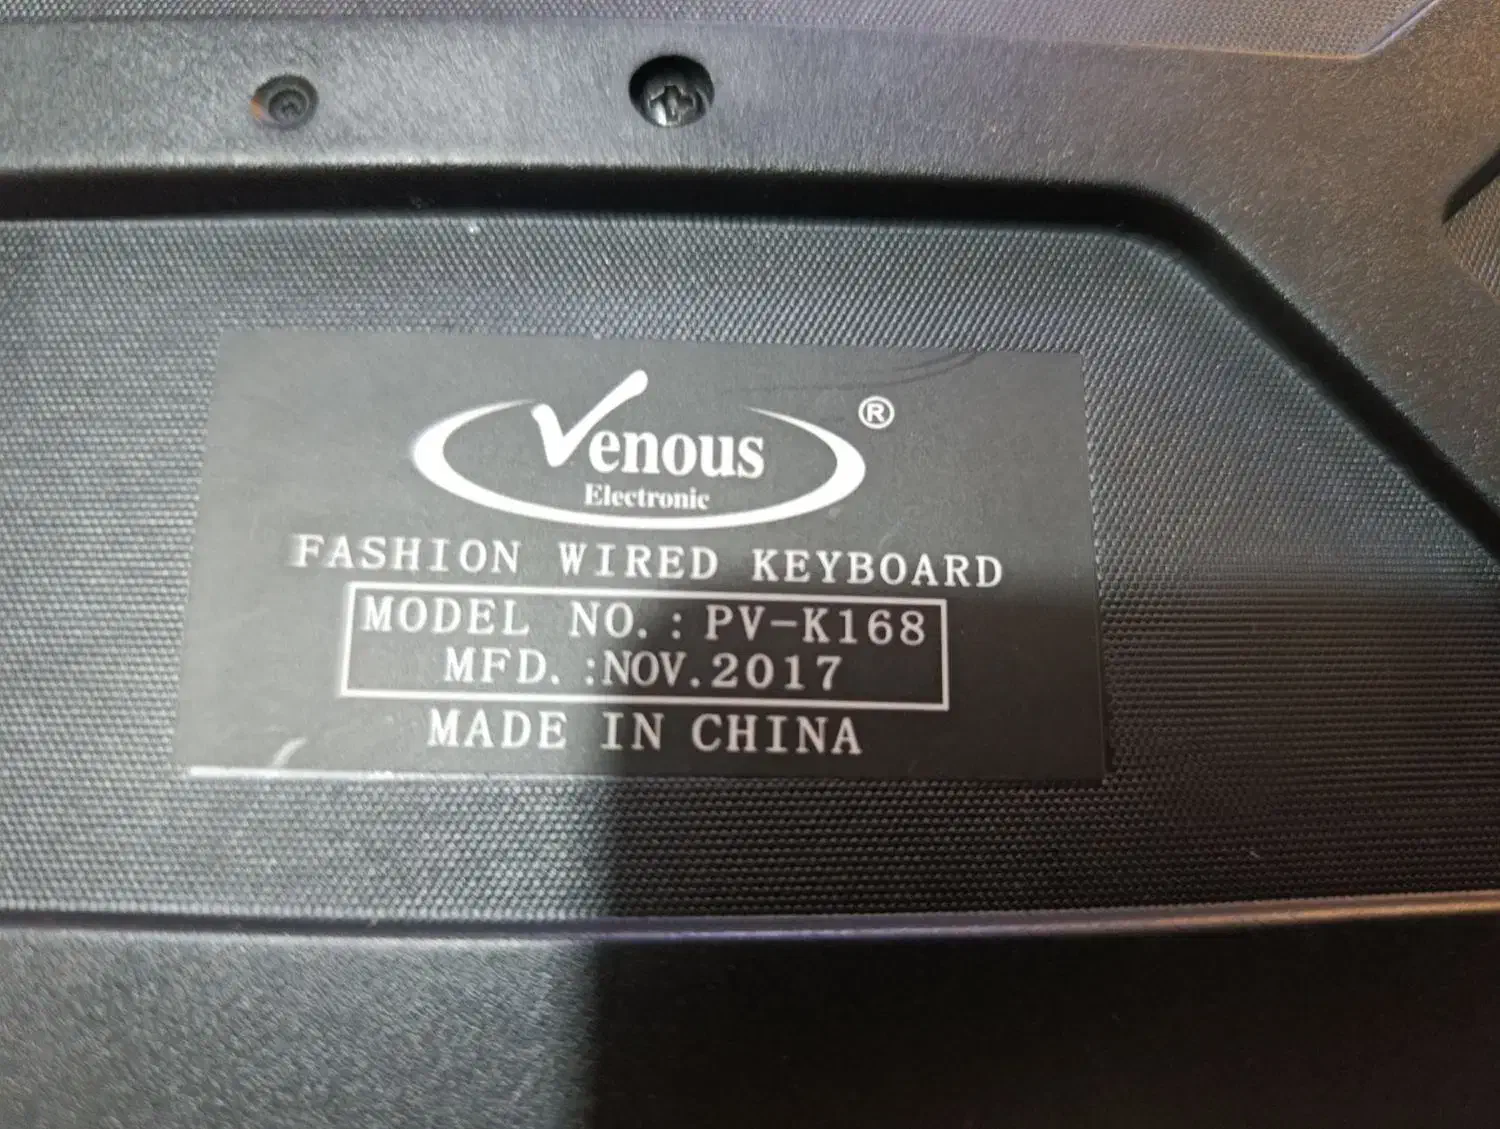 Venous ®
Electronic
FASHION WIRED KEYBOARD
MODEL NO.: PV-K168
MFD.:NOV.2017
MADE IN CHINA